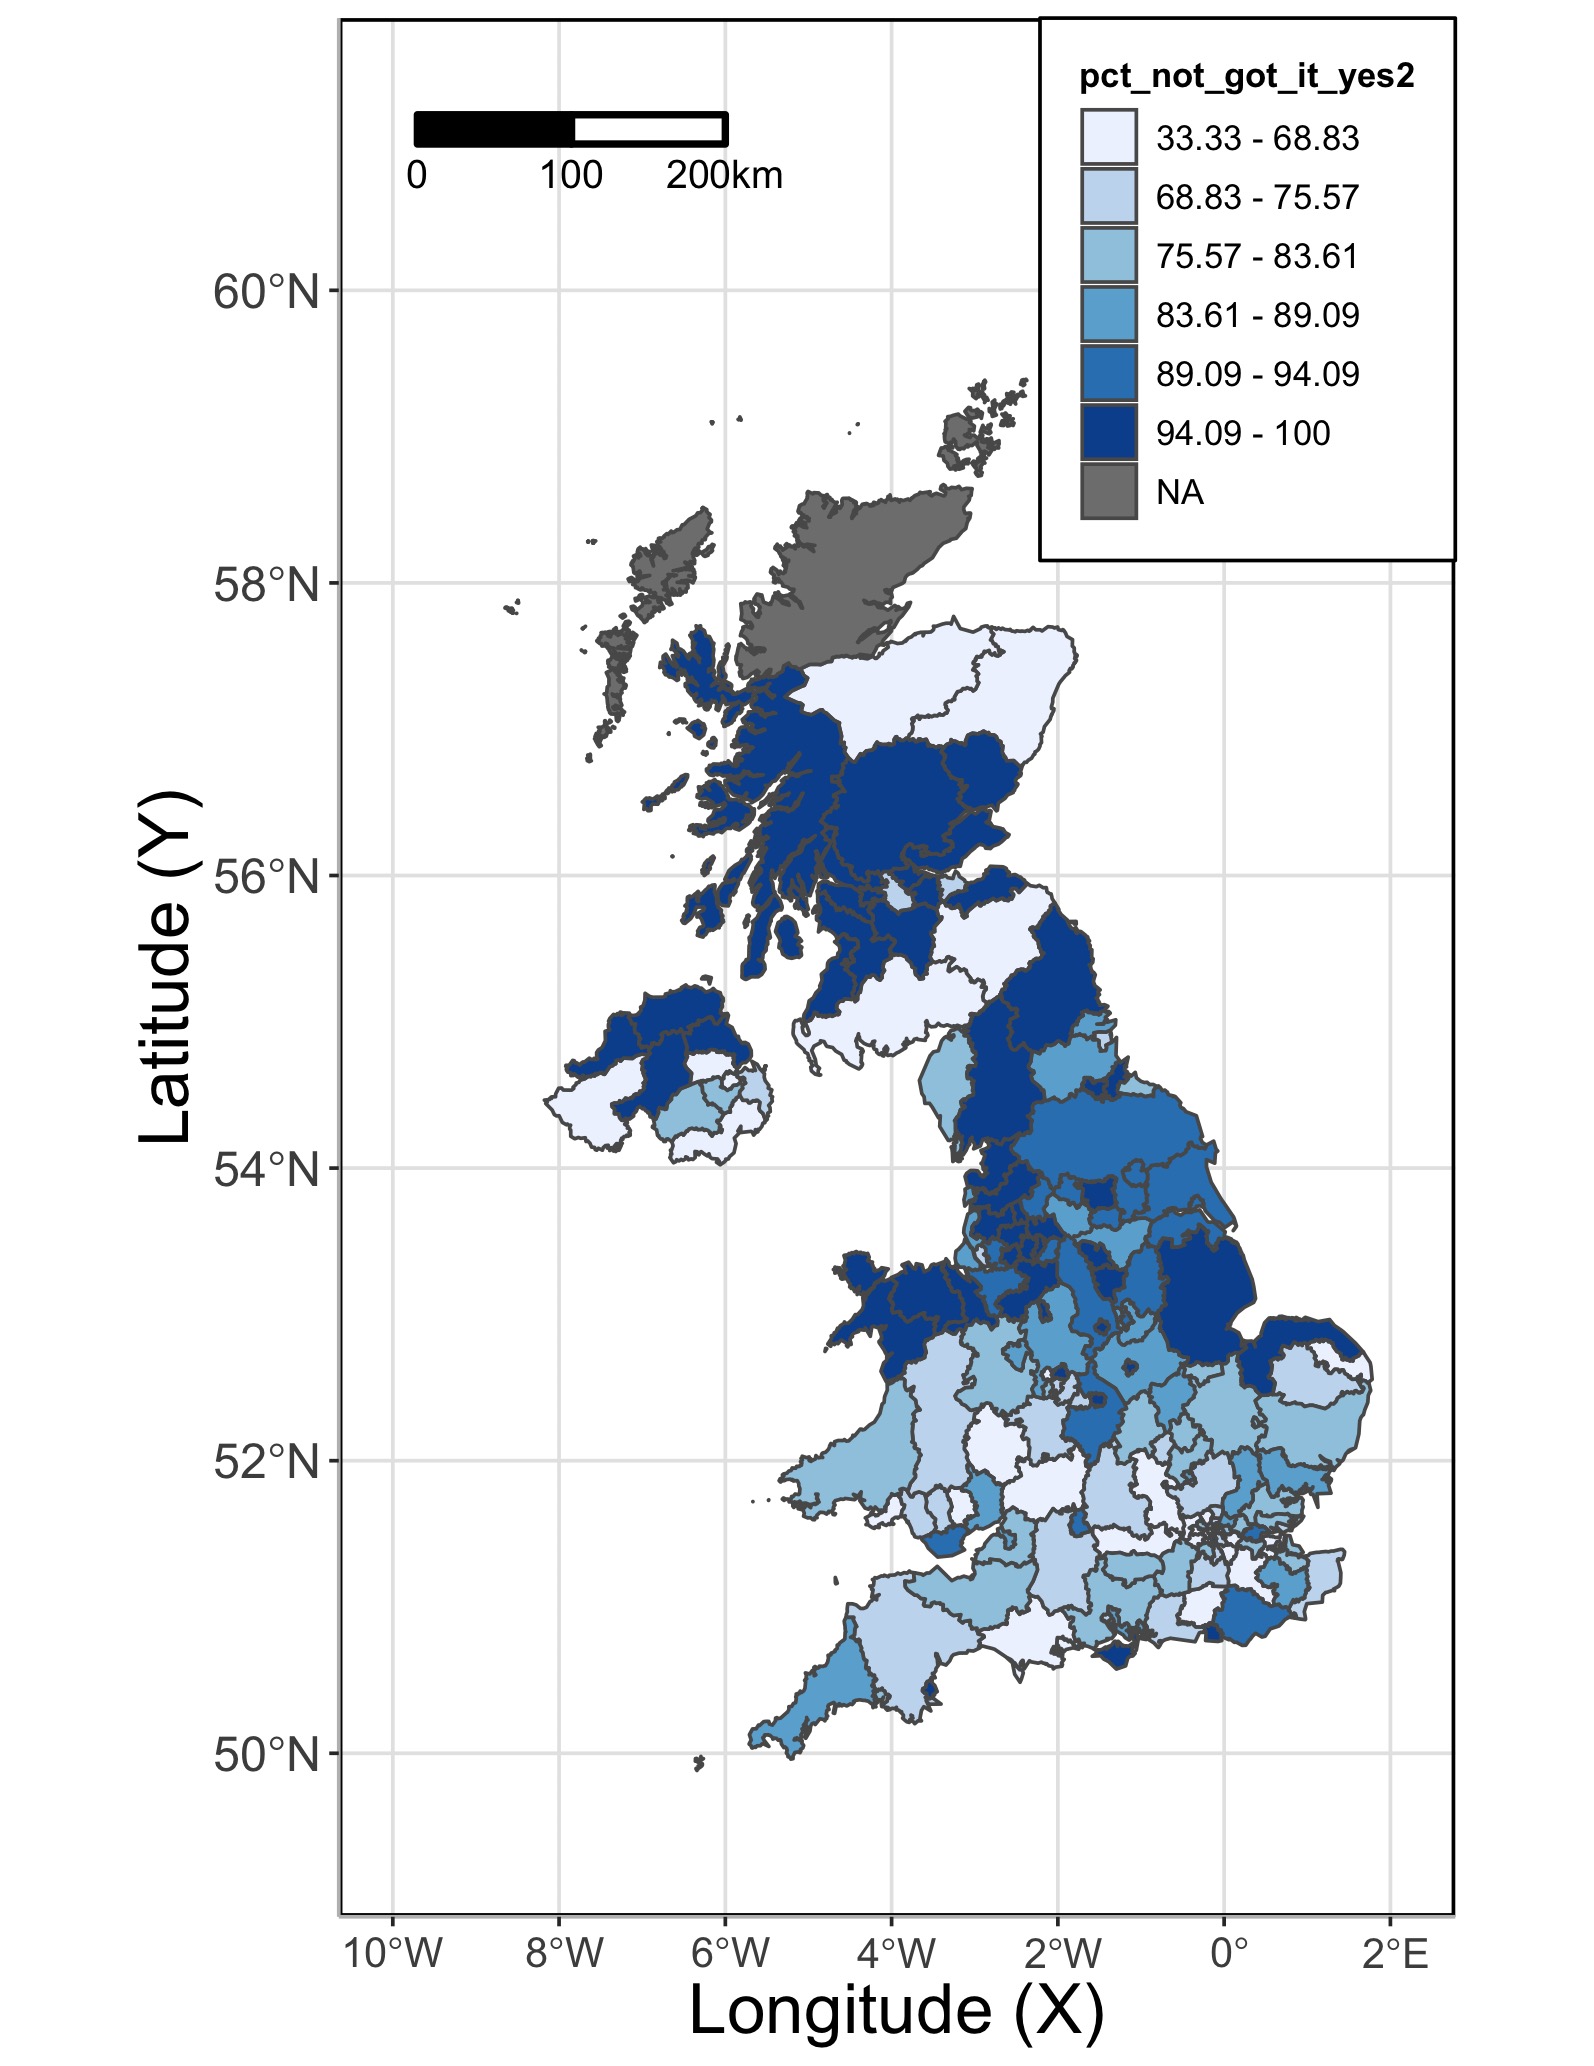 pct_not_got_it_yes2
33.33 - 68.83
68.83 - 75.57
75.57 - 83.61
83.61 - 89.09
89.09 - 94.09
94.09 - 100
NA
0 100 200km
60°N
58°N
56°N
54°N
52°N
50°N
Latitude (Y)
10°W 8°W 6°W 4°W 2°W 0° 2°E
Longitude (X)